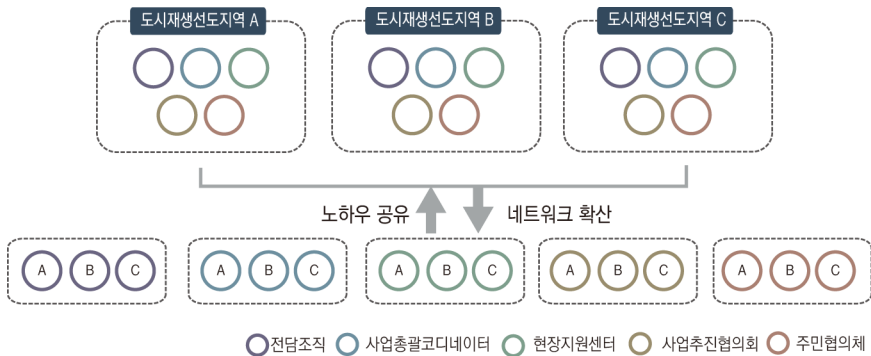 도시재생선도지역 A
도시재생선도지역 B
도시재생선도지역 C
노하우 공유
네트워크 확산
A B C
A B C
A B C
A B C
A B C
전담조직
사업총괄코디네이터
현장지원센터
사업추진협의회
주민협의체